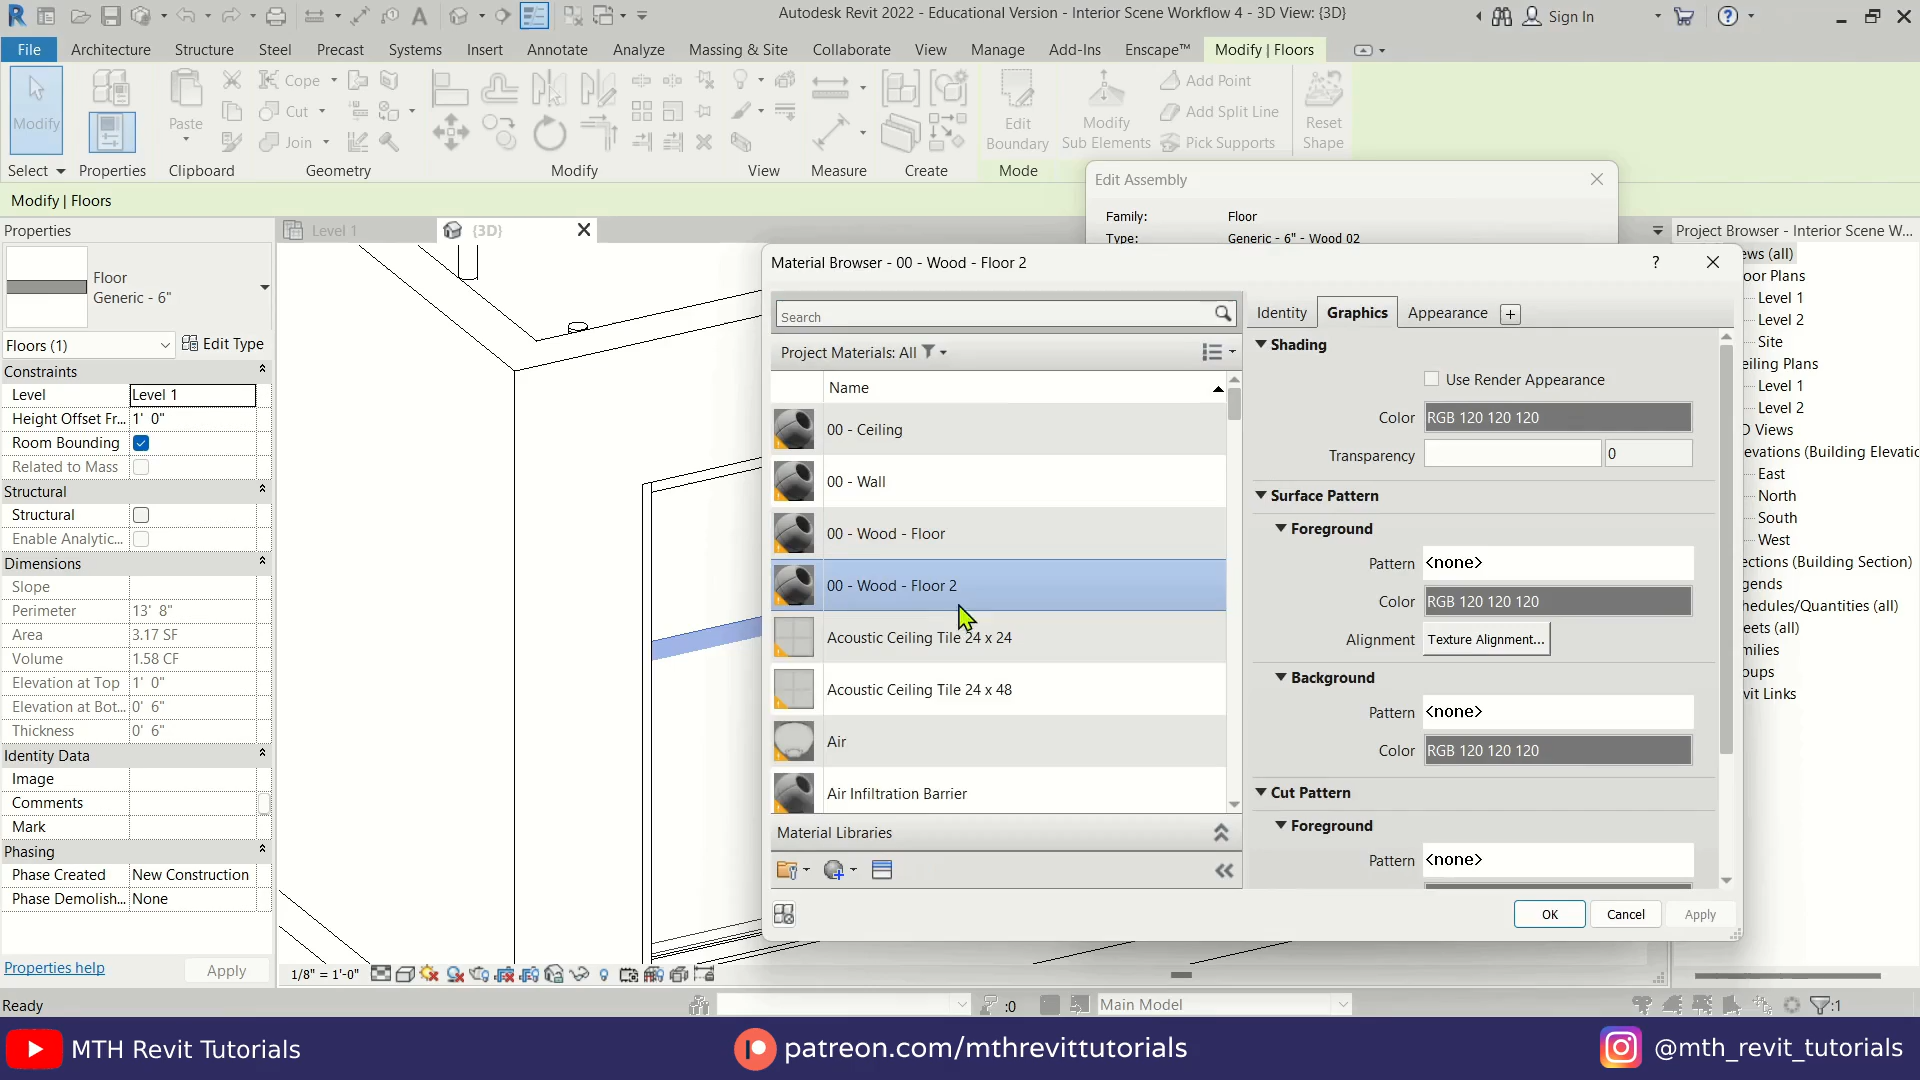 Autodesk Revit 2022 - Educational Version - Interior Scene Workflow 4 - 3D View: {3D}
Sign In
File Architecture Structure Steel Precast Systems Insert Annotate Analyze Massing & Site Collaborate View Manage Add-Ins Enscape™ Modify | Floors
Modify
Paste
Cope
Cut
Join
Edit Boundary
Modify Sub Elements
Add Point
Add Split Line
Pick Supports
Reset Shape
Select Properties Clipboard Geometry Modify View Measure Create Mode
Modify | Floors
Properties
Floor
Generic - 6"
Floors (1)
Edit Type
Constraints
Level Level 1
Height Offset Fr... 1' 0"
Room Bounding
Related to Mass
Structural
Structural
Enable Analytic...
Dimensions
Slope
Perimeter 13' 8"
Area 3.17 SF
Volume 1.58 CF
Elevation at Top 1' 0"
Elevation at Bot... 0' 6"
Thickness 0' 6"
Identity Data
Image
Comments
Mark
Phasing
Phase Created New Construction
Phase Demolish... None
Properties help
Apply
Level 1
{3D}
Edit Assembly
Family: Floor
Type: Generic - 6" - Wood 02
Material Browser - 00 - Wood - Floor 2
?
Search
Project Materials: All
Name
00 - Ceiling
00 - Wall
00 - Wood - Floor
00 - Wood - Floor 2
Acoustic Ceiling Tile 24 x 24
Acoustic Ceiling Tile 24 x 48
Air
Air Infiltration Barrier
Material Libraries
Identity Graphics Appearance
Shading
Use Render Appearance
Color RGB 120 120 120
Transparency 0
Surface Pattern
Foreground
Pattern <none>
Color RGB 120 120 120
Alignment Texture Alignment...
Background
Pattern <none>
Color RGB 120 120 120
Cut Pattern
Foreground
Pattern <none>
OK Cancel Apply
Project Browser - Interior Scene W...
ews (all)
oor Plans
Level 1
Level 2
Site
eiling Plans
Level 1
Level 2
D Views
evations (Building Elevatic
East
North
South
West
ections (Building Section)
gends
hedules/Quantities (all)
eets (all)
milies
oups
vit Links
1/8" = 1'-0"
Ready
:0
Main Model
:1
MTH Revit Tutorials
patreon.com/mthrevittutorials
@mth_revit_tutorials